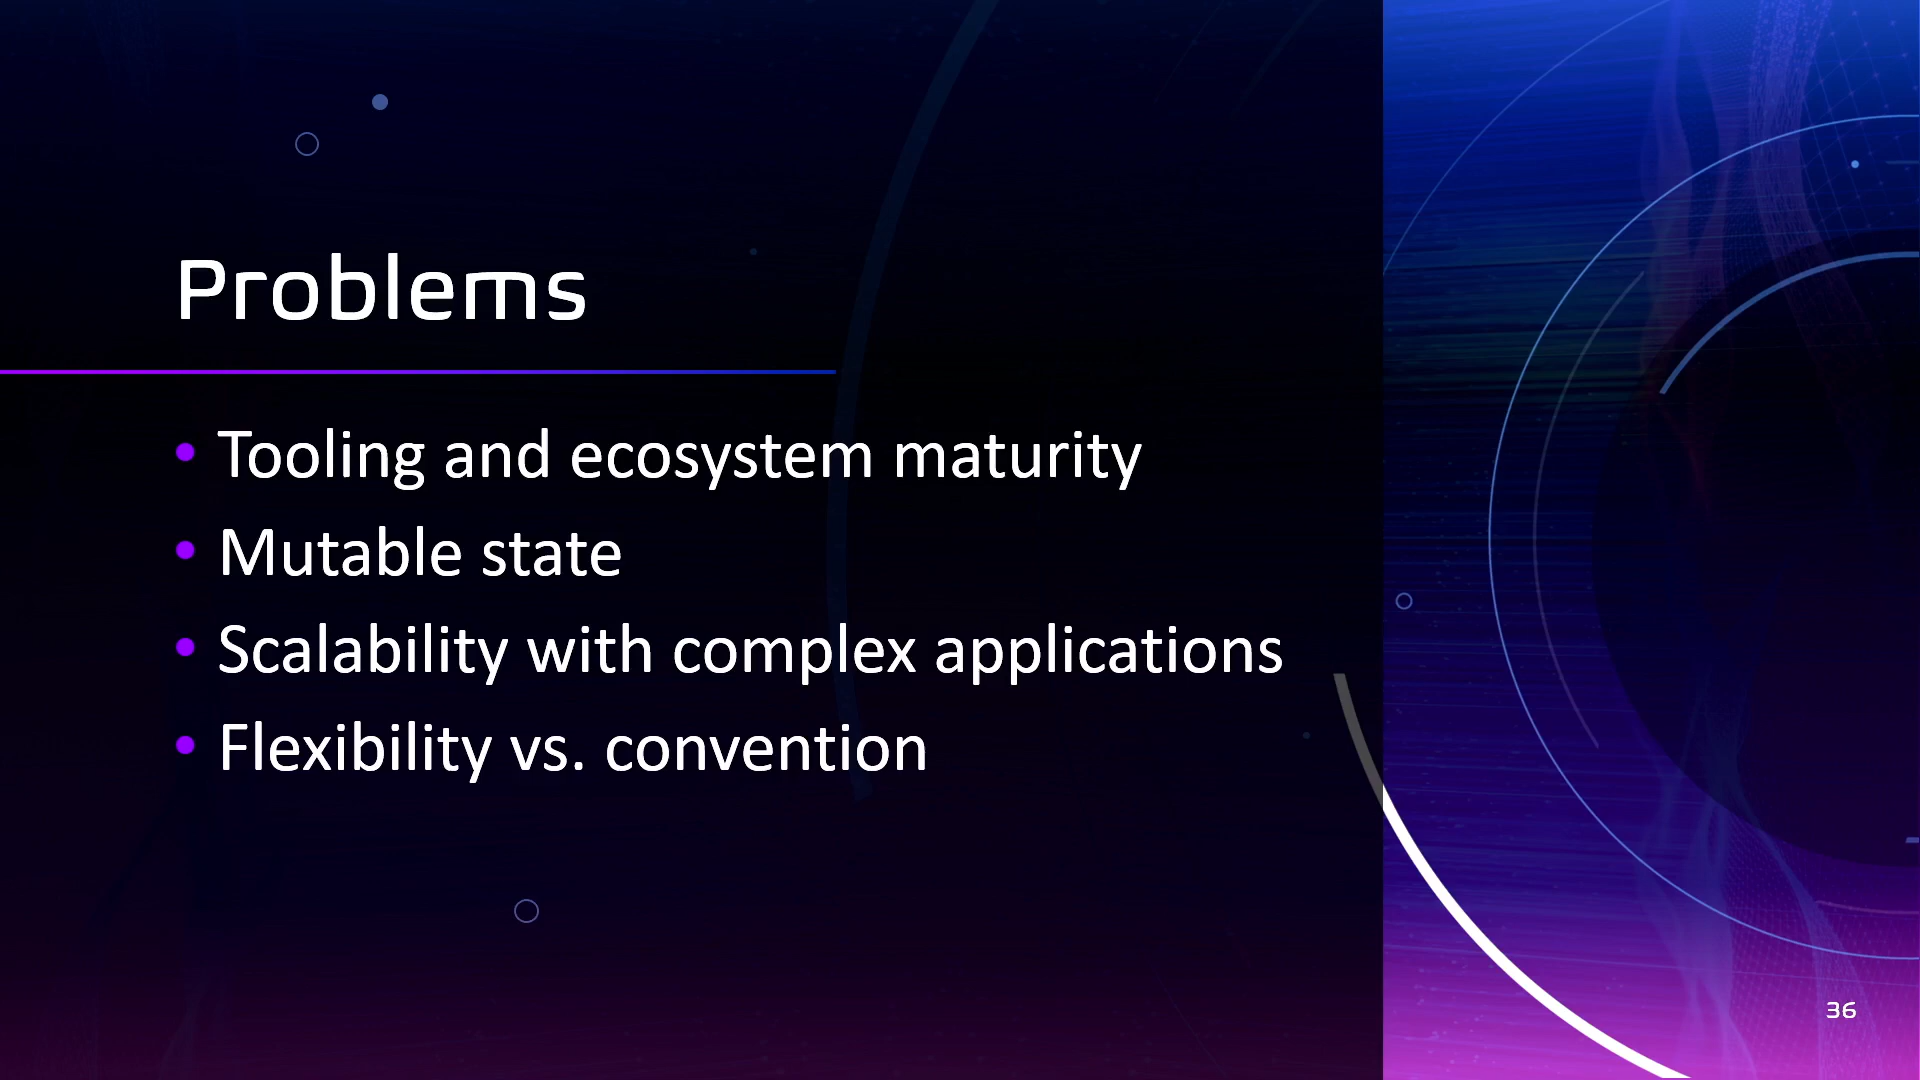 Problems
• Tooling and ecosystem maturity
• Mutable state
• Scalability with complex applications
• Flexibility vs. convention
36